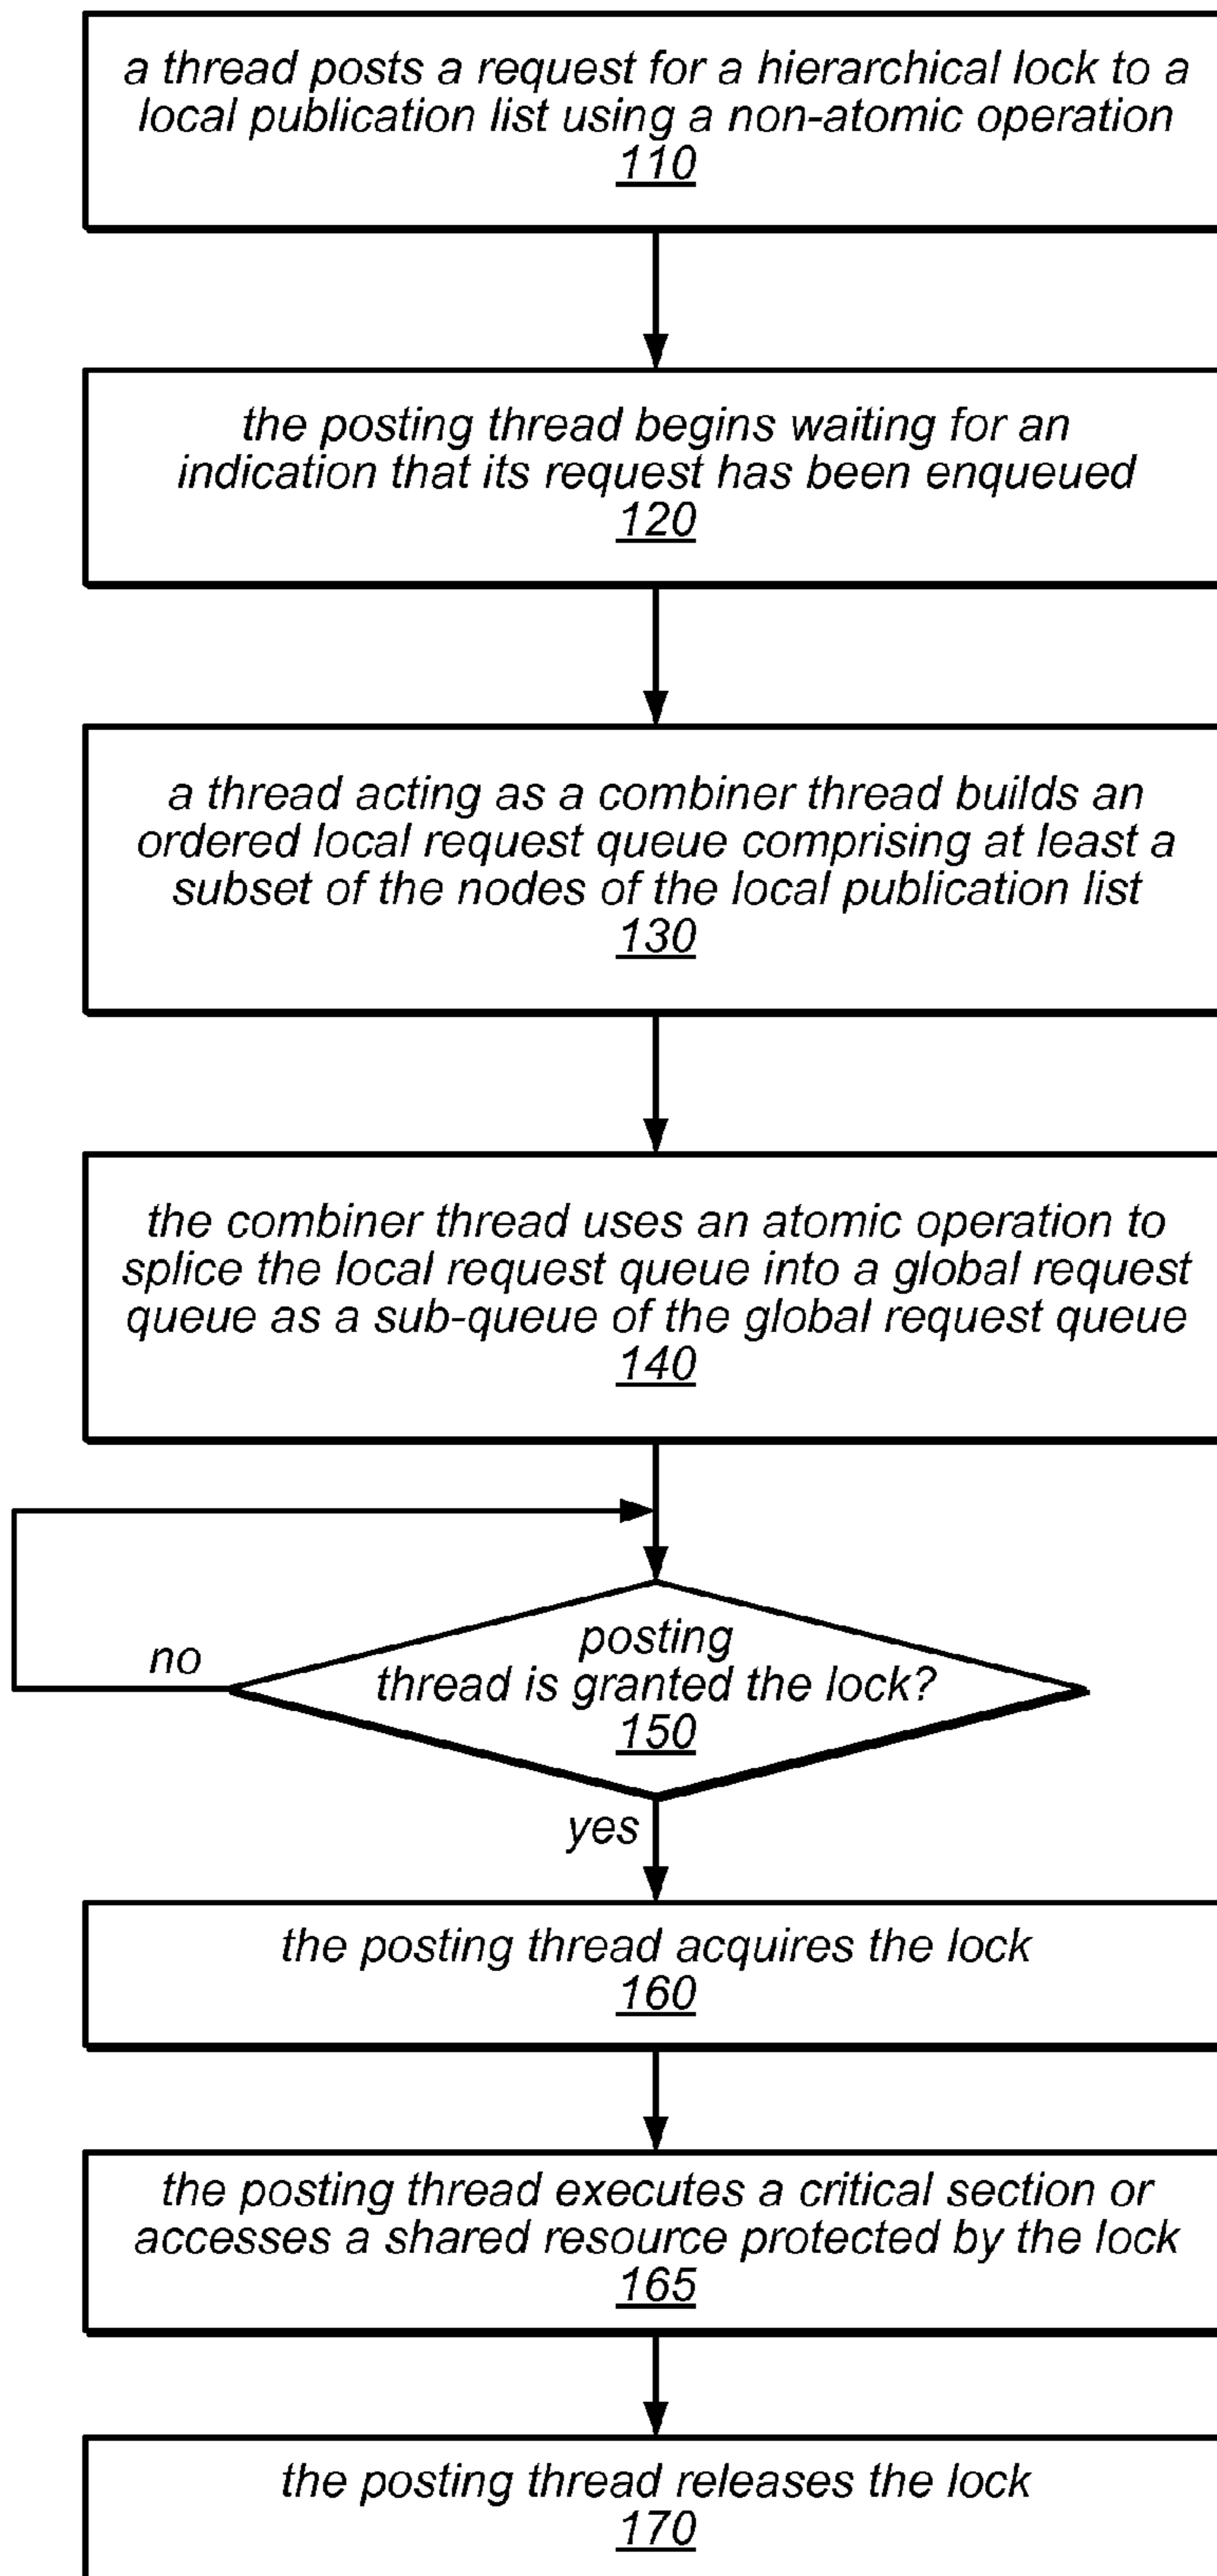 a thread posts a request for a hierarchical lock to a
local publication list using a non-atomic operation
110
the posting thread begins waiting for an
indication that its request has been enqueued
120
a thread acting as a combiner thread builds an
ordered local request queue comprising at least a
subset of the nodes of the local publication list
130
the combiner thread uses an atomic operation to
splice the local request queue into a global request
queue as a sub-queue of the global request queue
140
posting
no
thread is granted the lock?
150
yes
the posting thread acquires the lock
160
the posting thread executes a critical section or
accesses a shared resource protected by the lock
165
the posting thread releases the lock
170